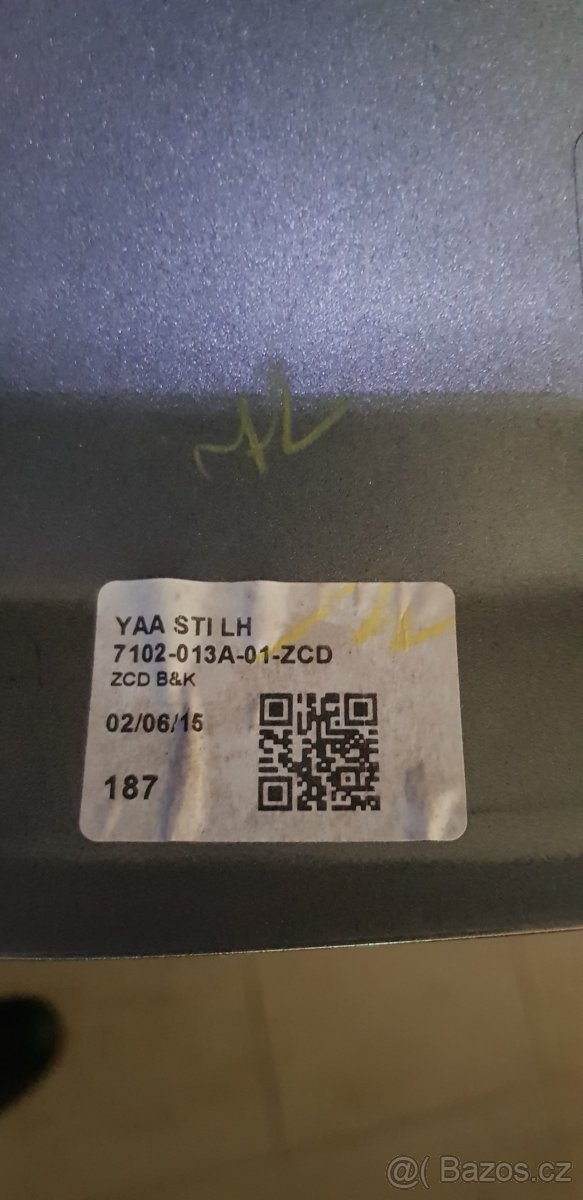 YAA STI LH
7102-013A-01-ZCD
ZCD B&K
02/06/15
187
@( Bazos.cz